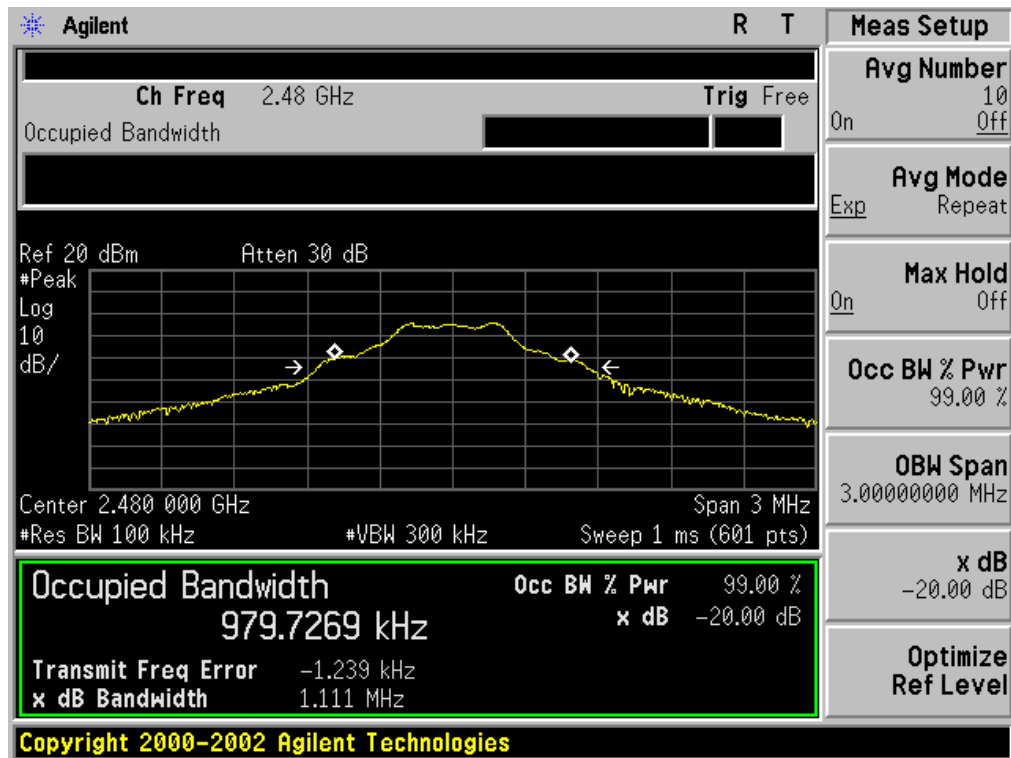 Agilent R T
Ch Freq 2.48 GHz Trig Free
Occupied Bandwidth
Ref 20 dBm Atten 30 dB
#Peak
Log
10
dB/
Center 2.480 000 GHz Span 3 MHz
#Res BW 100 kHz #VBW 300 kHz Sweep 1 ms (601 pts)
Occupied Bandwidth Occ BW % Pwr 99.00 %
979.7269 kHz x dB -20.00 dB
Transmit Freq Error -1.239 kHz
x dB Bandwidth 1.111 MHz
Copyright 2000-2002 Agilent Technologies
Meas Setup
Avg Number
10
On Off
Avg Mode
Exp Repeat
Max Hold
On Off
Occ BW % Pwr
99.00 %
OBW Span
3.00000000 MHz
x dB
-20.00 dB
Optimize
Ref Level